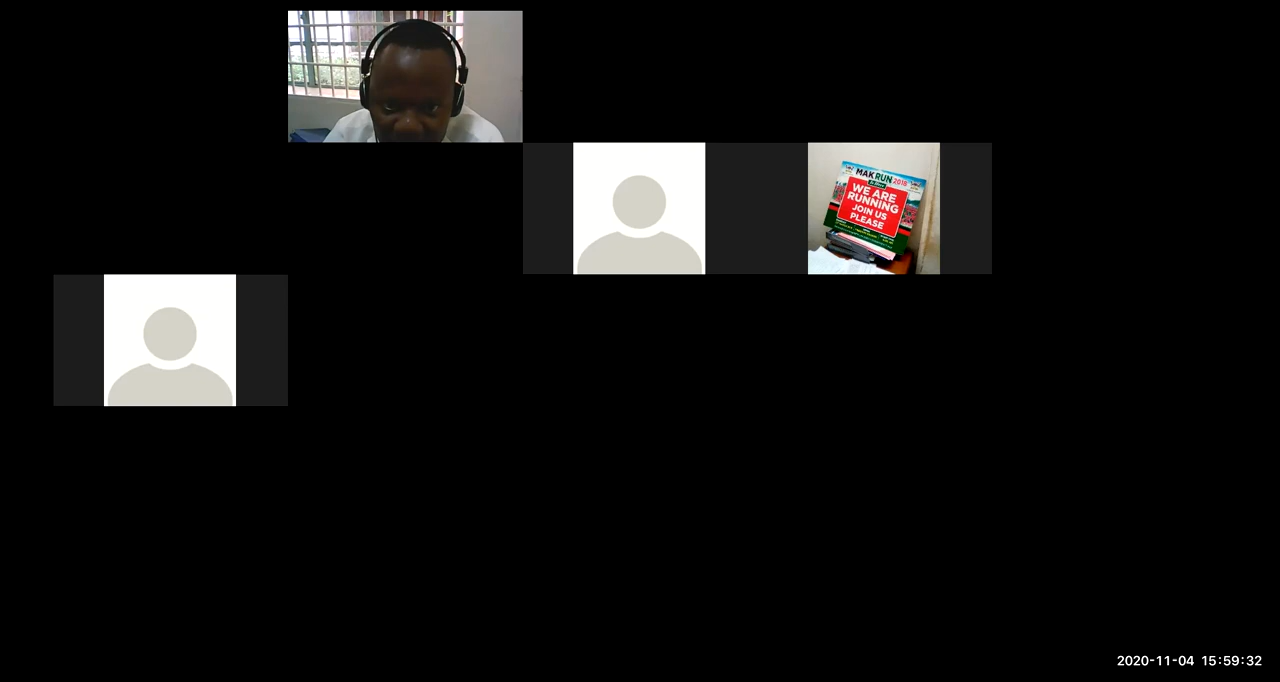 MAK RUN 2018
WE ARE
RUNNING
JOIN US
PLEASE
2020-11-04 15:59:32